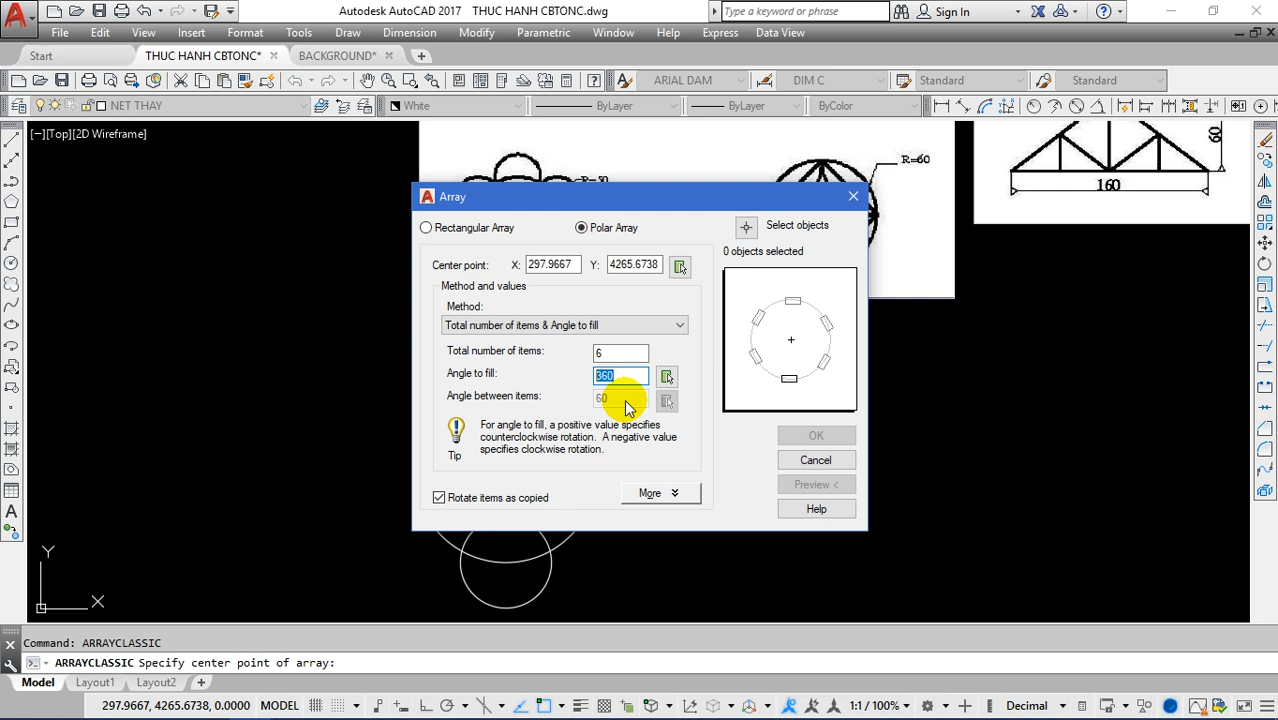 Autodesk AutoCAD 2017 THUC HANH CBTONC.dwg
Type a keyword or phrase
Sign In
File Edit View Insert Format Tools Draw Dimension Modify Parametric Window Help Express Data View
Start
THUC HANH CBTONC*
BACKGROUND*
ARIAL DAM
DIM C
Standard
Standard
NET THAY
White
ByLayer
ByLayer
ByColor
[−][Top][2D Wireframe]
R=60
60
160
Array
Rectangular Array
Polar Array
Select objects
0 objects selected
Center point: X: 297.9667 Y: 4265.6738
Method and values
Method:
Total number of items & Angle to fill
Total number of items: 6
Angle to fill: 360
Angle between items: 60
For angle to fill, a positive value specifies
counterclockwise rotation. A negative value
specifies clockwise rotation.
Tip
Rotate items as copied
More
OK
Cancel
Preview <
Help
Y
X
Command: ARRAYCLASSIC
ARRAYCLASSIC Specify center point of array:
Model Layout1 Layout2
297.9667, 4265.6738, 0.0000 MODEL
1:1 / 100%
Decimal